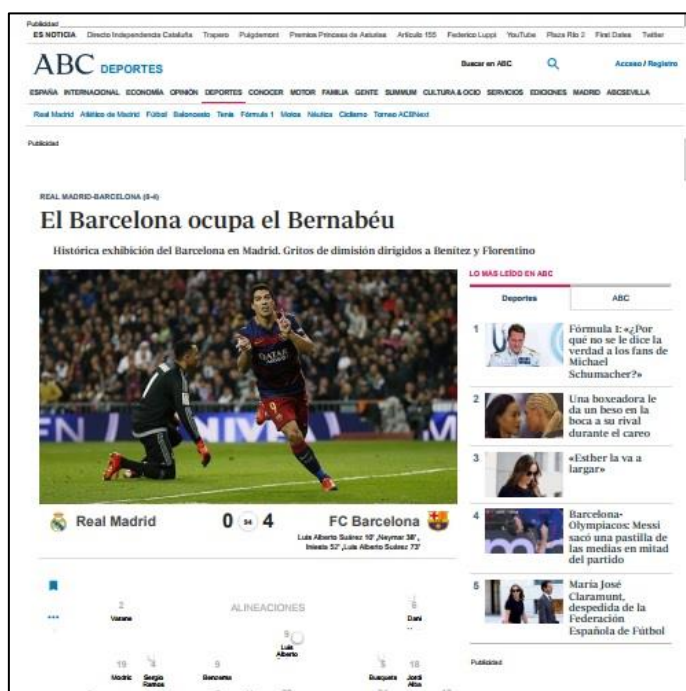 Publicidad
ES NOTICIA Directo Independencia Cataluña Trapero Puigdemont Premios Princesa de Asturias Artículo 155 Federico Luppi YouTube Plaza Rio 2 First Dates Twitter
ABC DEPORTES Buscar en ABC Acceso / Registro
ESPAÑA INTERNACIONAL ECONOMÍA OPINIÓN DEPORTES CONOCER MOTOR FAMILIA GENTE SUMMUM CULTURA & OCIO SERVICIOS EDICIONES MADRID ABCSEVILLA
Real Madrid Atlético de Madrid Fútbol Baloncesto Tenis Fórmula 1 Motos Náutica Ciclismo Torneo ACBNext
Publicidad
REAL MADRID-BARCELONA (0-4)
El Barcelona ocupa el Bernabéu
Histórica exhibición del Barcelona en Madrid. Gritos de dimisión dirigidos a Benítez y Florentino
QATAR
9
1
EN
Real Madrid 0 94 4 FC Barcelona
Luis Alberto Suárez 10' ,Neymar 38' ,
Iniesta 52' ,Luis Alberto Suárez 73'
ALINEACIONES
2
Varane
6
Dani
9
Luis
Alberto
19 4 9 5 18
Modric Sergio Benzema Busquets Jordi
Ramos Alba
LO MÁS LEÍDO EN ABC
Deportes ABC
1 Fórmula 1: «¿Por
qué no se le dice la
verdad a los fans de
Michael
Schumacher?»
2 Una boxeadora le
da un beso en la
boca a su rival
durante el careo
3 «Esther la va a
largar»
4 Barcelona-
Olympiacos: Messi
sacó una pastilla de
las medias en mitad
del partido
5 María José
Claramunt,
despedida de la
Federación
Española de Fútbol
Publicidad